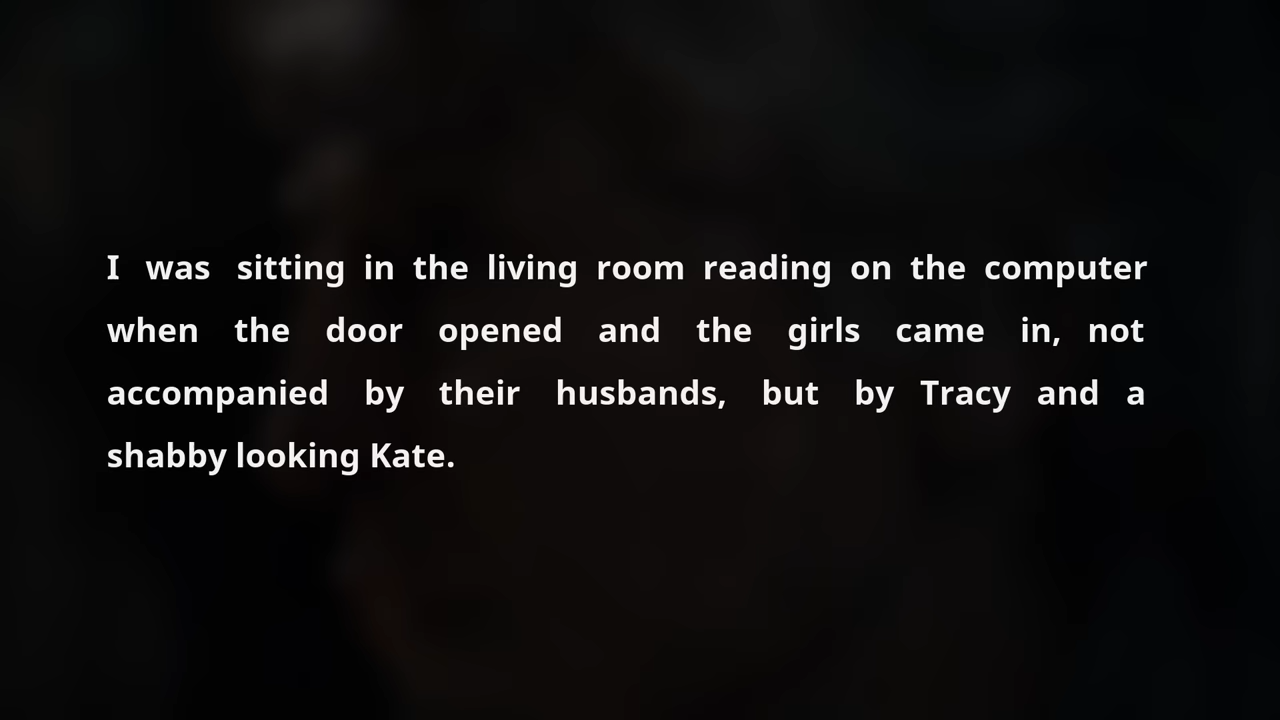 I was sitting in the living room reading on the computer
when the door opened and the girls came in, not
accompanied by their husbands, but by Tracy and a
shabby looking Kate.